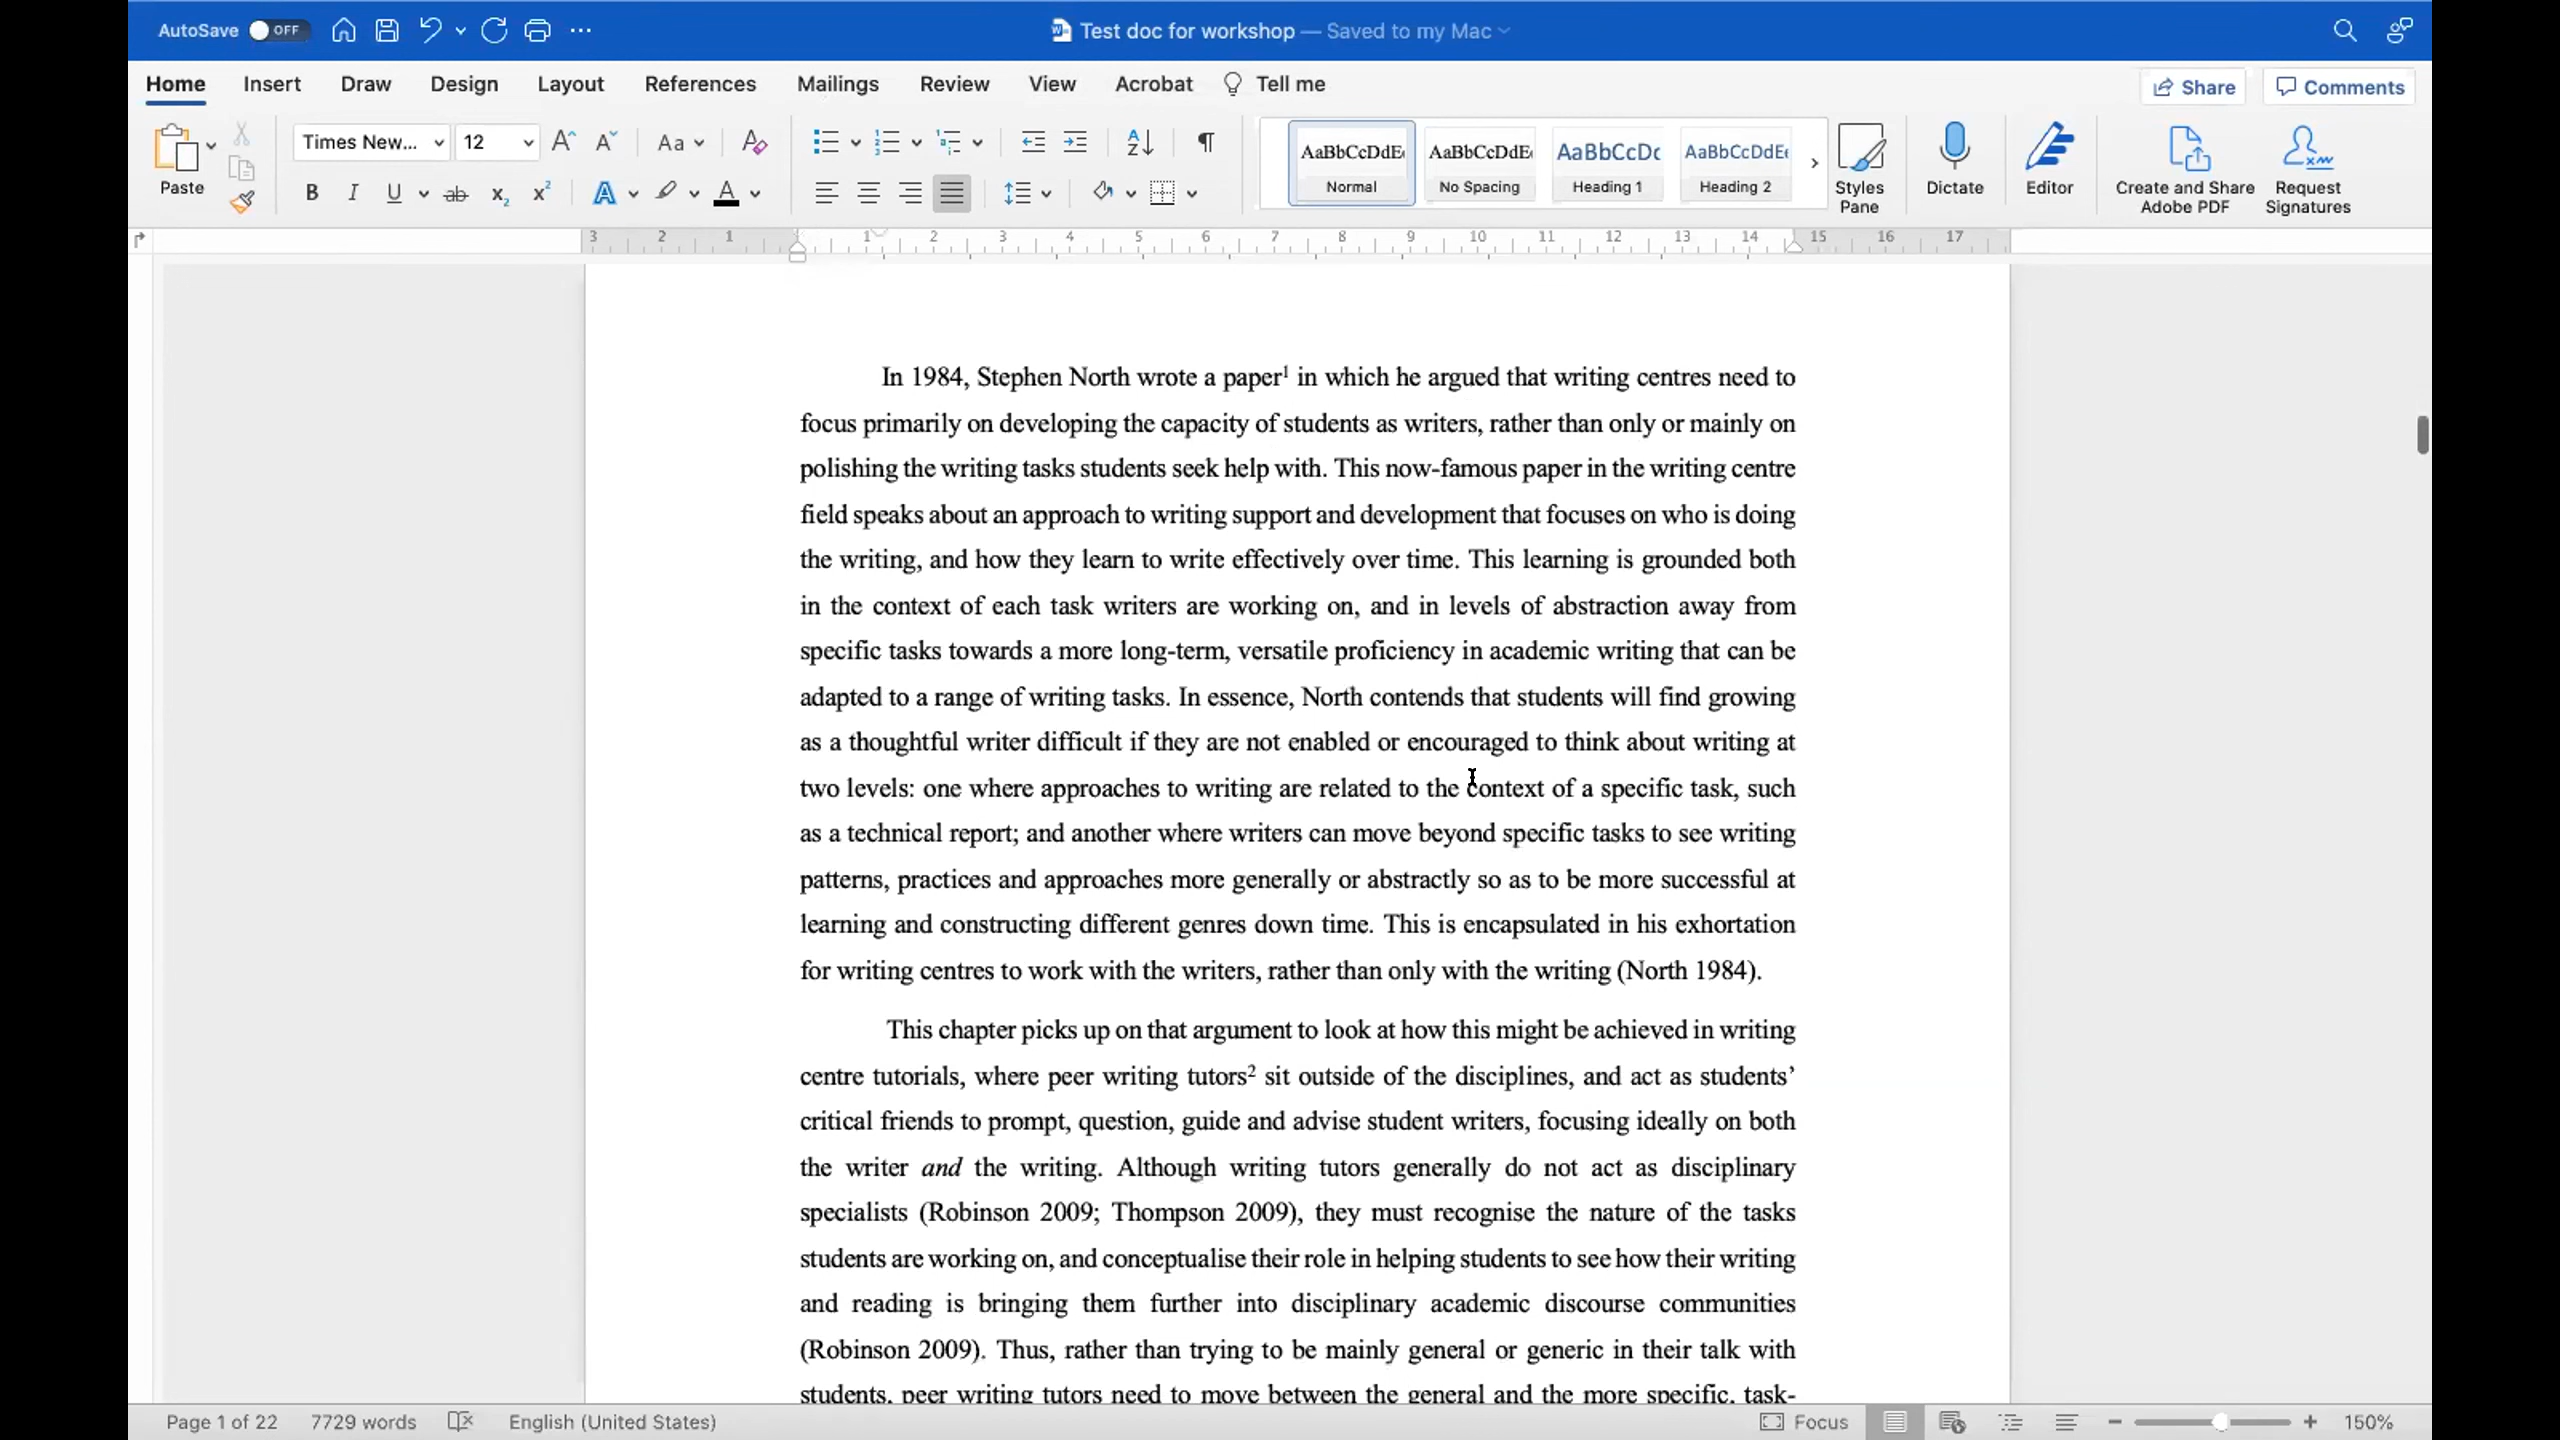 AutoSave OFF
Test doc for workshop — Saved to my Mac
Home Insert Draw Design Layout References Mailings Review View Acrobat Tell me Share Comments
Paste
Times New... 12
Aa
B I U ab x₂ x² A A
AaBbCcDdEe AaBbCcDdEe AaBbCcDc AaBbCcDdEe
Normal No Spacing Heading 1 Heading 2
Styles Pane
Dictate
Editor
Create and Share Adobe PDF
Request Signatures
3 2 1 1 2 3 4 5 6 7 8 9 10 11 12 13 14 15 16 17
In 1984, Stephen North wrote a paper¹ in which he argued that writing centres need to
focus primarily on developing the capacity of students as writers, rather than only or mainly on
polishing the writing tasks students seek help with. This now-famous paper in the writing centre
field speaks about an approach to writing support and development that focuses on who is doing
the writing, and how they learn to write effectively over time. This learning is grounded both
in the context of each task writers are working on, and in levels of abstraction away from
specific tasks towards a more long-term, versatile proficiency in academic writing that can be
adapted to a range of writing tasks. In essence, North contends that students will find growing
as a thoughtful writer difficult if they are not enabled or encouraged to think about writing at
two levels: one where approaches to writing are related to the context of a specific task, such
as a technical report; and another where writers can move beyond specific tasks to see writing
patterns, practices and approaches more generally or abstractly so as to be more successful at
learning and constructing different genres down time. This is encapsulated in his exhortation
for writing centres to work with the writers, rather than only with the writing (North 1984).
This chapter picks up on that argument to look at how this might be achieved in writing
centre tutorials, where peer writing tutors² sit outside of the disciplines, and act as students’
critical friends to prompt, question, guide and advise student writers, focusing ideally on both
the writer and the writing. Although writing tutors generally do not act as disciplinary
specialists (Robinson 2009; Thompson 2009), they must recognise the nature of the tasks
students are working on, and conceptualise their role in helping students to see how their writing
and reading is bringing them further into disciplinary academic discourse communities
(Robinson 2009). Thus, rather than trying to be mainly general or generic in their talk with
students, peer writing tutors need to move between the general and the more specific, task-
Page 1 of 22 7729 words English (United States) Focus 150%